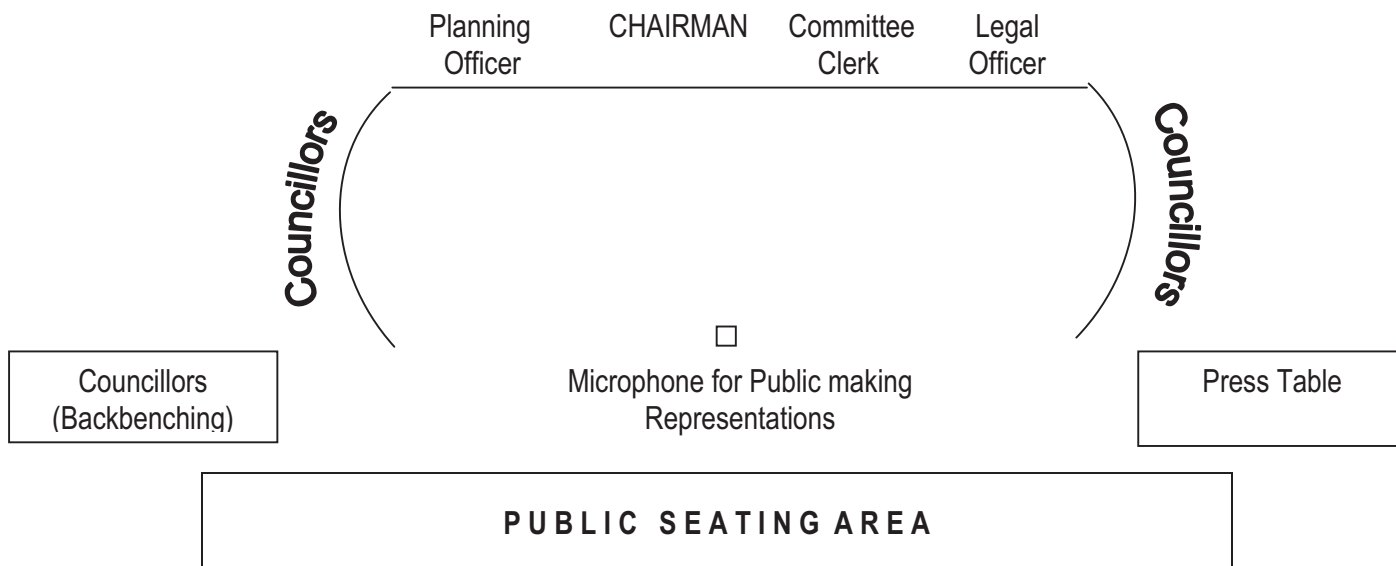 Planning
Officer
CHAIRMAN
Committee
Clerk
Legal
Officer
Councillors
Councillors
Councillors
(Backbenching)
Microphone for Public making
Representations
Press Table
PUBLIC SEATING AREA